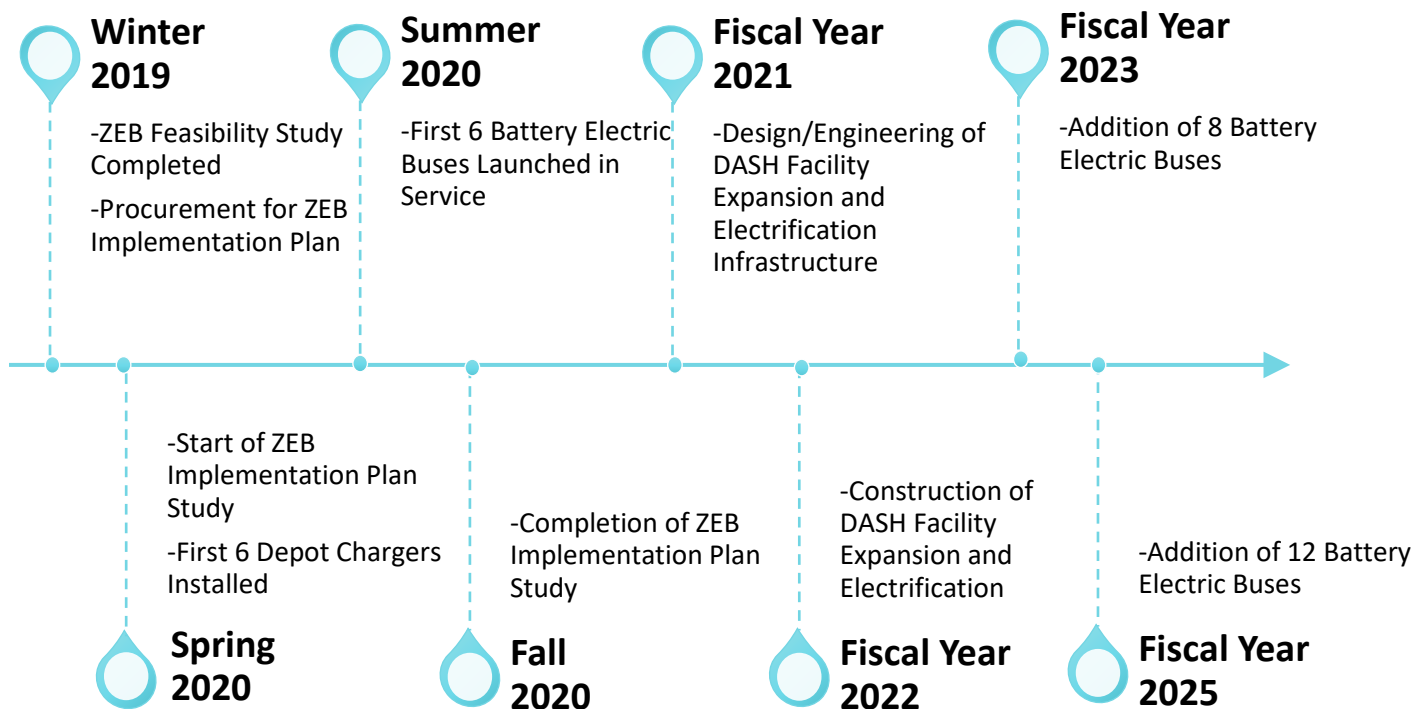 Winter
2019
-ZEB Feasibility Study
Completed
-Procurement for ZEB
Implementation Plan
Summer
2020
-First 6 Battery Electric
Buses Launched in
Service
Fiscal Year
2021
-Design/Engineering of
DASH Facility
Expansion and
Electrification
Infrastructure
Fiscal Year
2023
-Addition of 8 Battery
Electric Buses
-Start of ZEB
Implementation Plan
Study
-First 6 Depot Chargers
Installed
Spring
2020
-Completion of ZEB
Implementation Plan
Study
Fall
2020
-Construction of
DASH Facility
Expansion and
Electrification
Fiscal Year
2022
-Addition of 12 Battery
Electric Buses
Fiscal Year
2025